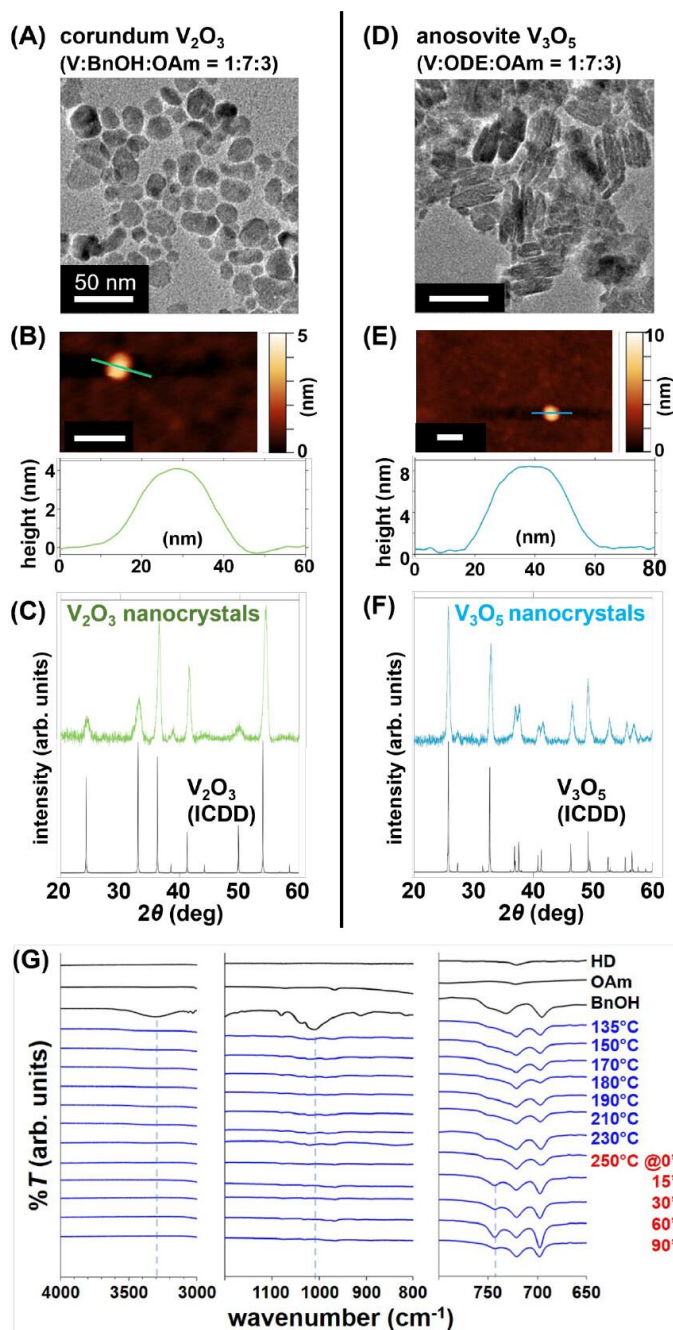 (A) corundum V₂O₃
(V:BnOH:OAm = 1:7:3)
50 nm
(B)
5
(nm)
0
height (nm)
4
2
0
(nm)
0 20 40 60
(C)
V₂O₃ nanocrystals
intensity (arb. units)
V₂O₃
(ICDD)
20 30 40 50 60
2θ (deg)
(D) anosovite V₃O₅
(V:ODE:OAm = 1:7:3)
(E)
10
(nm)
0
height (nm)
8
4
0
(nm)
0 20 40 60 80
(F)
V₃O₅ nanocrystals
intensity (arb. units)
V₃O₅
(ICDD)
20 30 40 50 60
2θ (deg)
(G)
%T (arb. units)
HD
OAm
BnOH
135°C
150°C
170°C
180°C
190°C
210°C
230°C
250°C @0'
15'
30'
60'
90'
4000 3500 3000
1000 800
750 700 650
wavenumber (cm⁻¹)